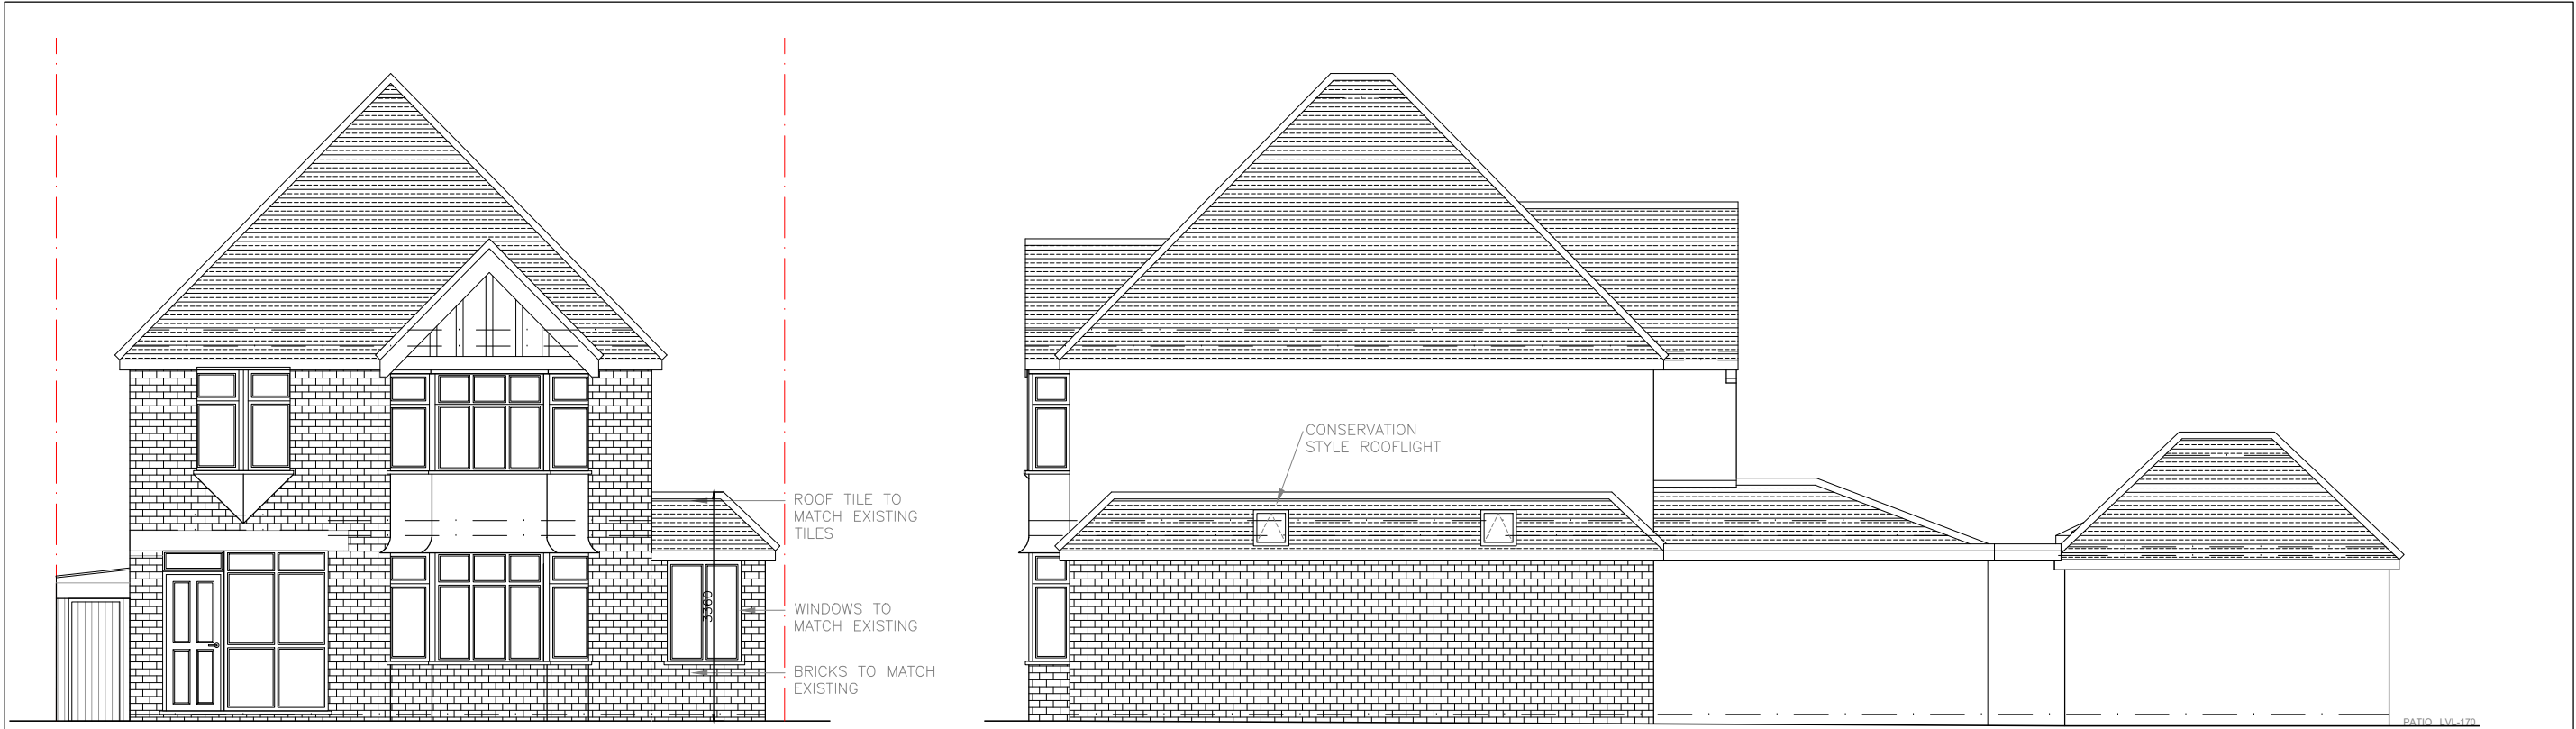 ROOF TILE TO
MATCH EXISTING
TILES
3360
WINDOWS TO
MATCH EXISTING
BRICKS TO MATCH
EXISTING
CONSERVATION
STYLE ROOFLIGHT
PATIO LVL-170